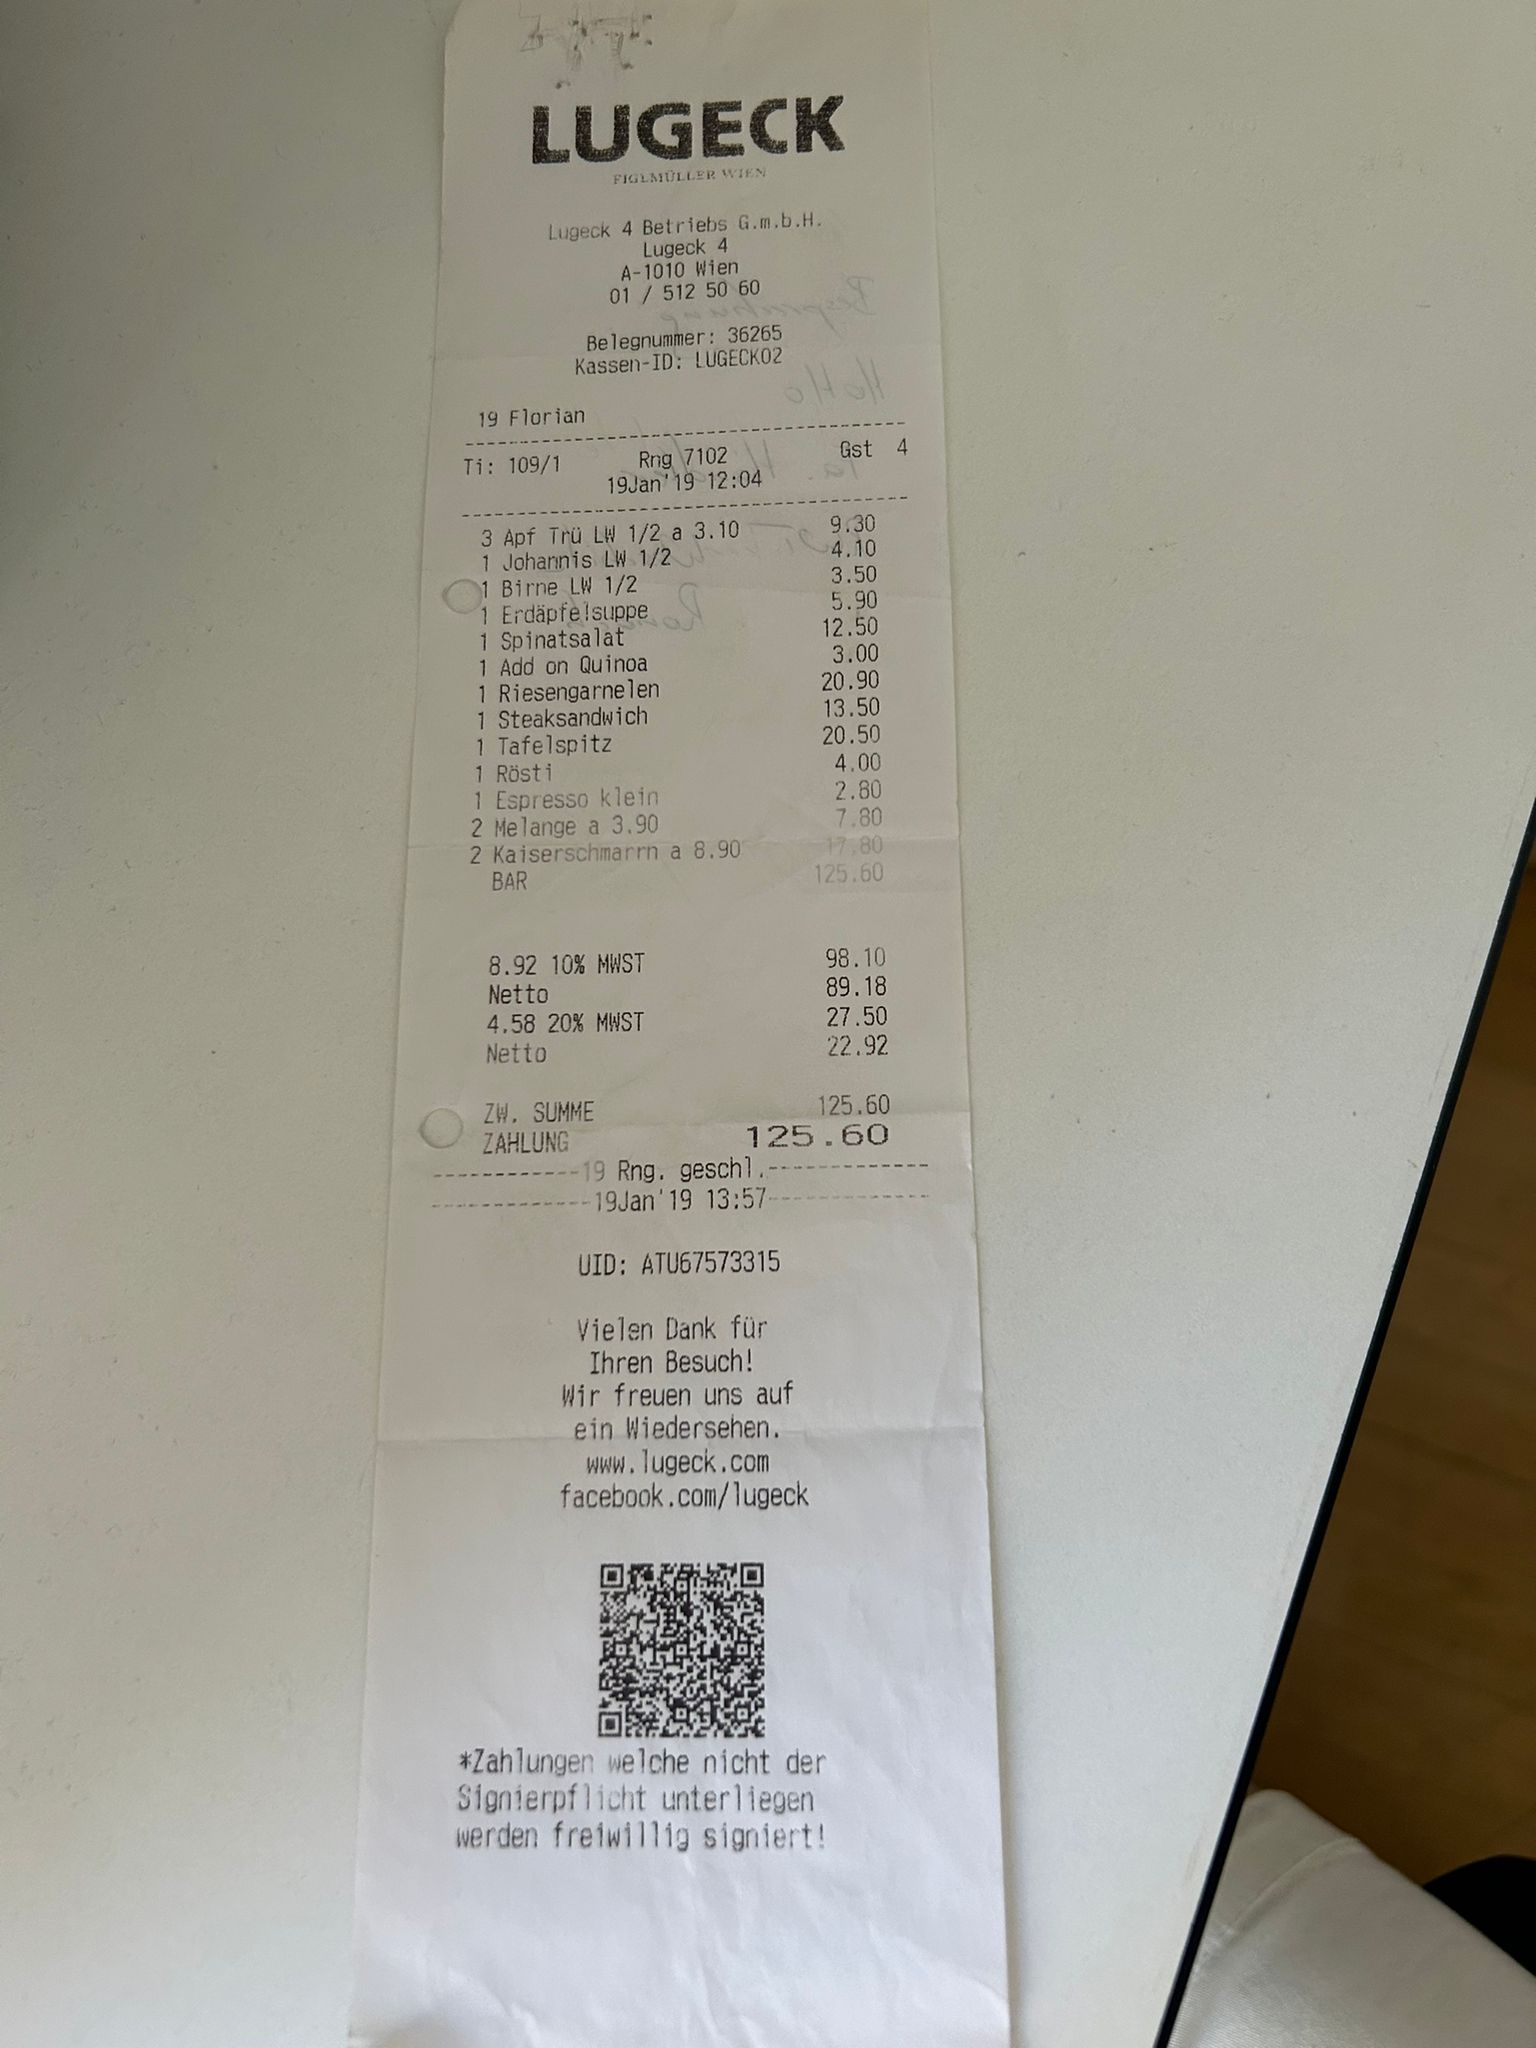 LUGECK
FIGLMÜLLER WIEN
Lugeck 4 Betriebs G.m.b.H.
Lugeck 4
A-1010 Wien
01 / 512 50 60
Belegnummer: 36265
Kassen-ID: LUGECK02
19 Florian
Ti: 109/1 Rng 7102 Gst 4
19Jan'19 12:04
3 Apf Trü LW 1/2 a 3.10 9.30
1 Johannis LW 1/2 4.10
1 Birne LW 1/2 3.50
1 Erdäpfelsuppe 5.90
1 Spinatsalat 12.50
1 Add on Quinoa 3.00
1 Riesengarnelen 20.90
1 Steaksandwich 13.50
1 Tafelspitz 20.50
1 Rösti 4.00
1 Espresso klein 2.80
2 Melange a 3.90 7.80
2 Kaiserschmarrn a 8.90 17.80
BAR 125.60
8.92 10% MWST 98.10
Netto 89.18
4.58 20% MWST 27.50
Netto 22.92
ZW. SUMME 125.60
ZAHLUNG 125.60
------------19 Rng. geschl.-------------
-------------19Jan'19 13:57-------------
UID: ATU67573315
Vielen Dank für
Ihren Besuch!
Wir freuen uns auf
ein Wiedersehen.
www.lugeck.com
facebook.com/lugeck
*Zahlungen welche nicht der
Signierpflicht unterliegen
werden freiwillig signiert!